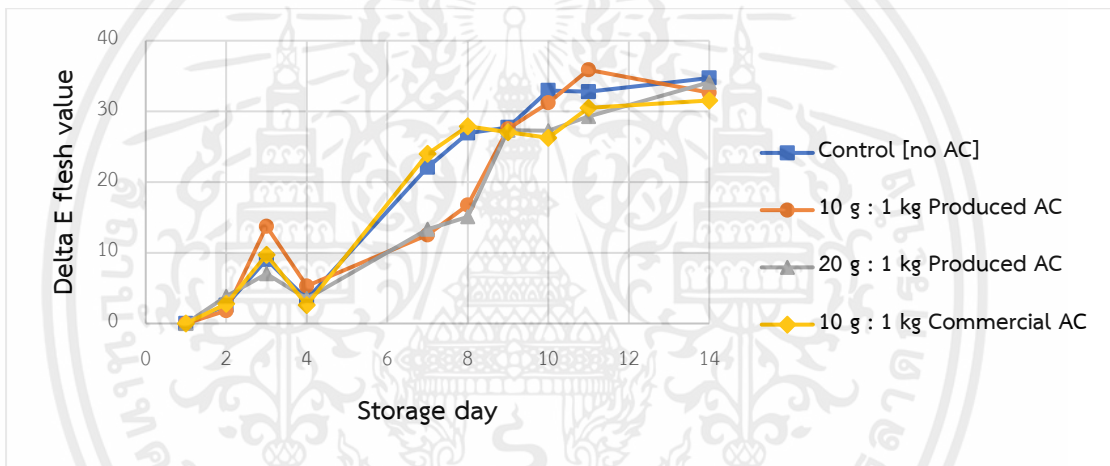 40
30
20
10
0
Delta E flesh value
0 2 4 6 8 10 12 14
Storage day
Control [no AC]
10 g : 1 kg Produced AC
20 g : 1 kg Produced AC
10 g : 1 kg Commercial AC